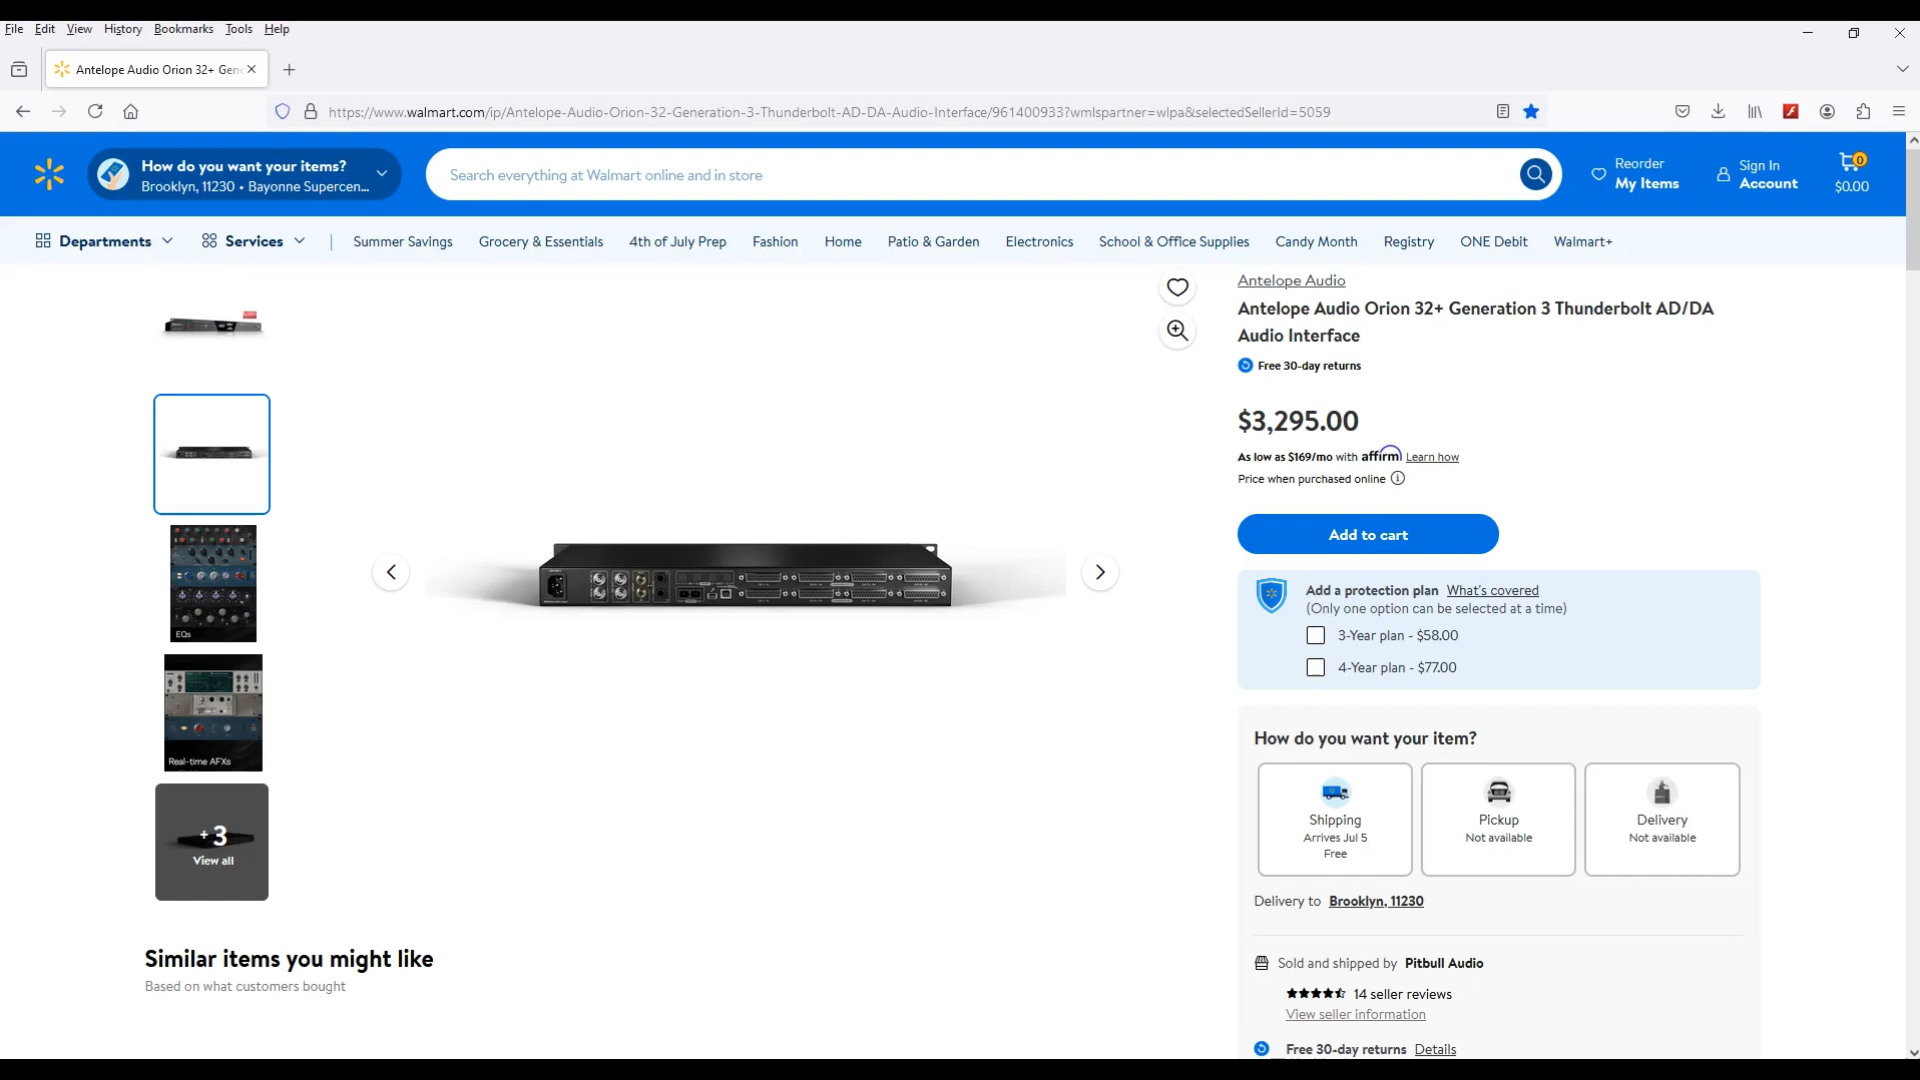 File Edit View History Bookmarks Tools Help
Antelope Audio Orion 32+ Gen
https://www.walmart.com/ip/Antelope-Audio-Orion-32-Generation-3-Thunderbolt-AD-DA-Audio-Interface/961400933?wmlspartner=wlpa&selectedSellerId=5059
How do you want your items?
Brooklyn, 11230 • Bayonne Supercen...
Search everything at Walmart online and in store
Reorder
My Items
Sign In
Account
0
$0.00
Departments Services Summer Savings Grocery & Essentials 4th of July Prep Fashion Home Patio & Garden Electronics School & Office Supplies Candy Month Registry ONE Debit Walmart+
Antelope Audio
Antelope Audio Orion 32+ Generation 3 Thunderbolt AD/DA
Audio Interface
Free 30-day returns
$3,295.00
As low as $169/mo with affirm Learn how
Price when purchased online
Add to cart
Add a protection plan What's covered
(Only one option can be selected at a time)
3-Year plan - $58.00
4-Year plan - $77.00
EQs
Real-time AFXs
+3
View all
How do you want your item?
Shipping
Arrives Jul 5
Free
Pickup
Not available
Delivery
Not available
Delivery to Brooklyn, 11230
Sold and shipped by Pitbull Audio
14 seller reviews
View seller information
Free 30-day returns Details
Similar items you might like
Based on what customers bought